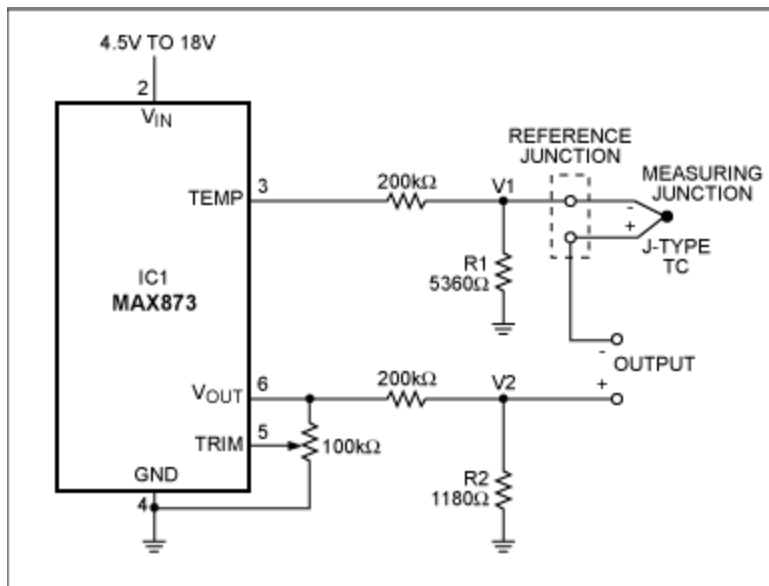 4.5V TO 18V
2
VIN
REFERENCE
JUNCTION
MEASURING
JUNCTION
TEMP
3
200kΩ
V1
-
+
J-TYPE
TC
R1
5360Ω
IC1
MAX873
-
OUTPUT
+
VOUT
6
200kΩ
V2
TRIM
5
100kΩ
GND
4
R2
1180Ω